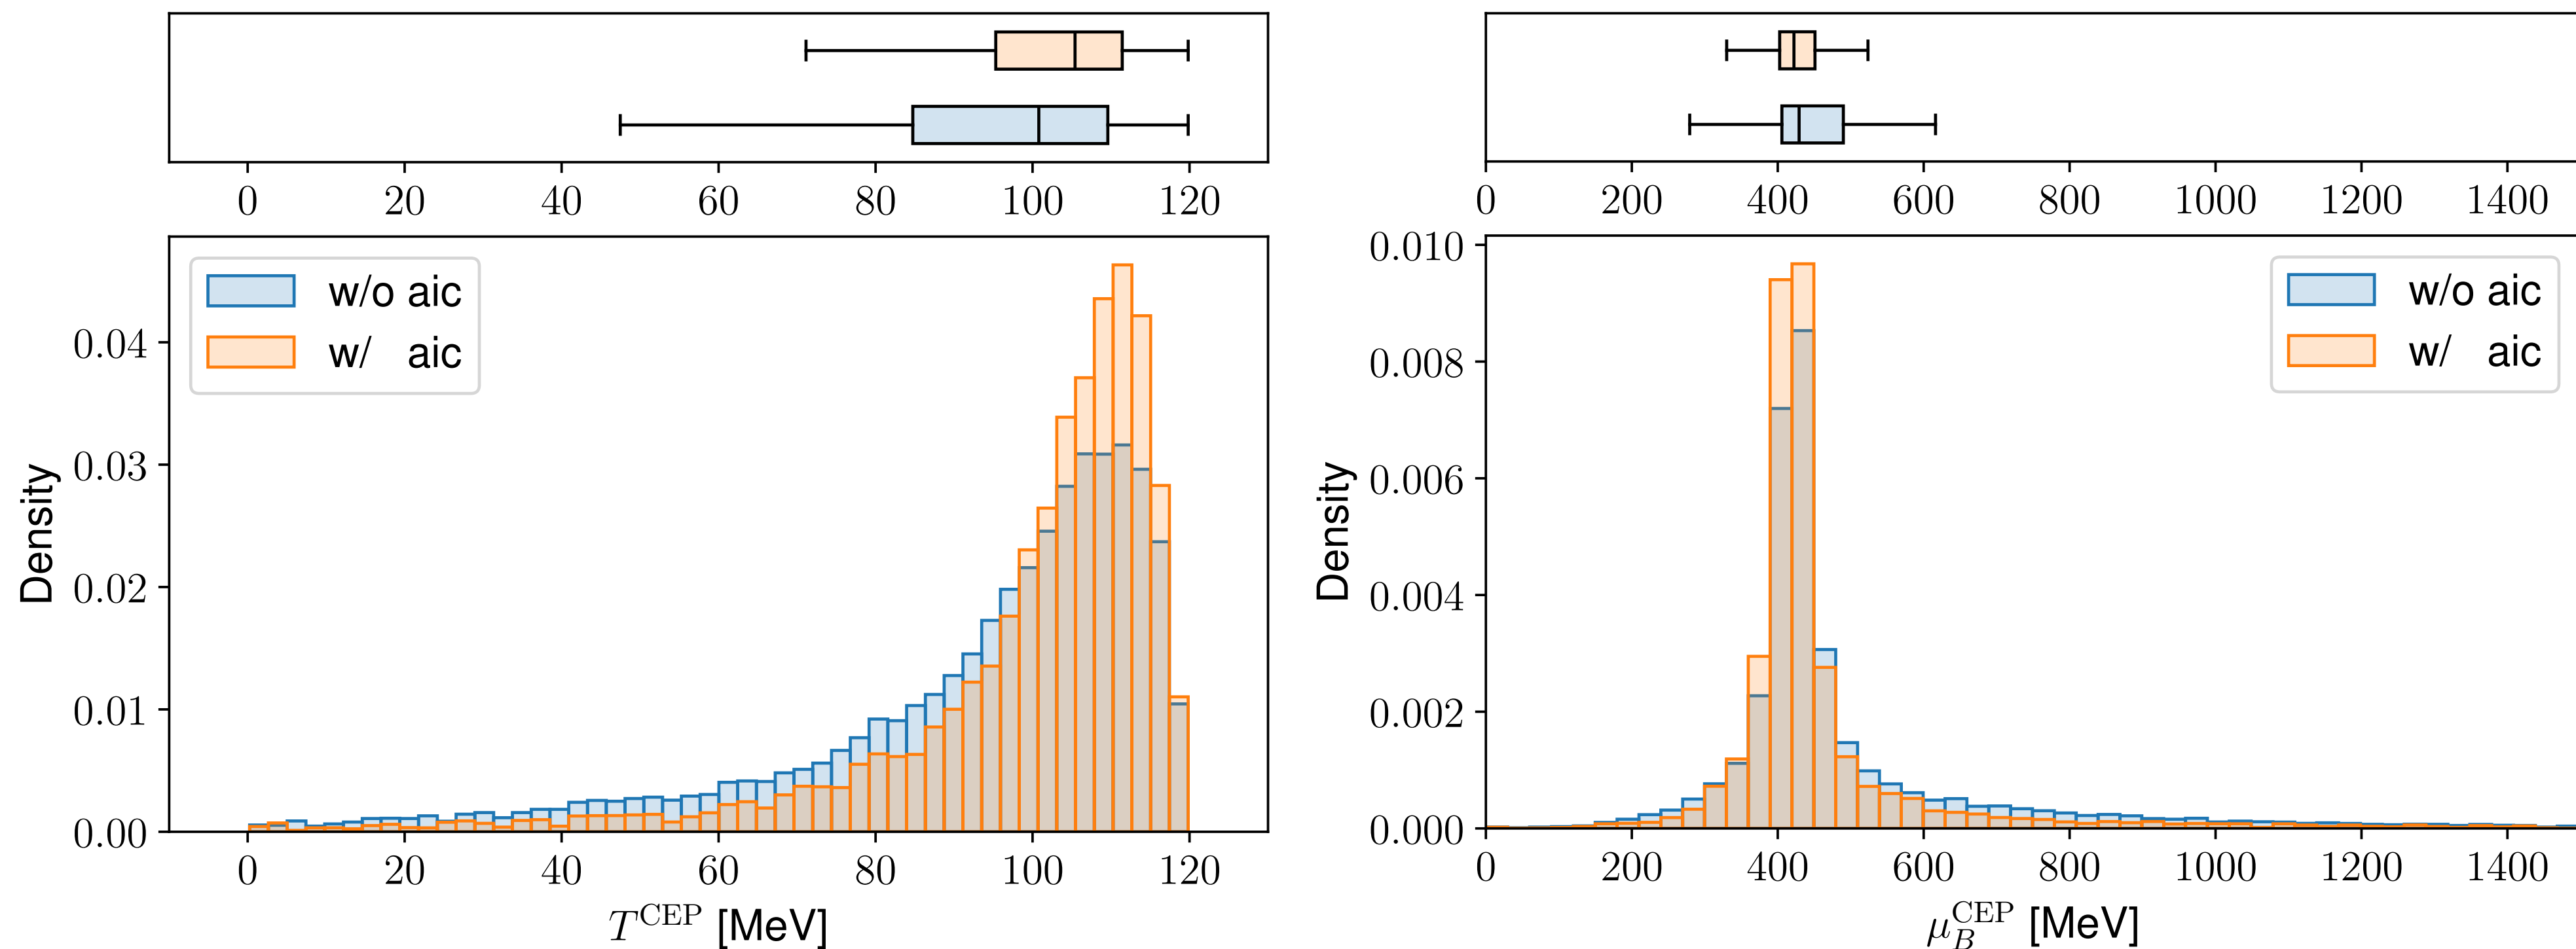 0 20 40 60 80 100 120
0 200 400 600 800 1000 1200 1400
w/o aic
w/ aic
0.04
0.03
0.02
0.01
0.00
Density
0 20 40 60 80 100 120
T^CEP [MeV]
w/o aic
w/ aic
0.010
0.008
0.006
0.004
0.002
0.000
Density
0 200 400 600 800 1000 1200 1400
μ_B^CEP [MeV]